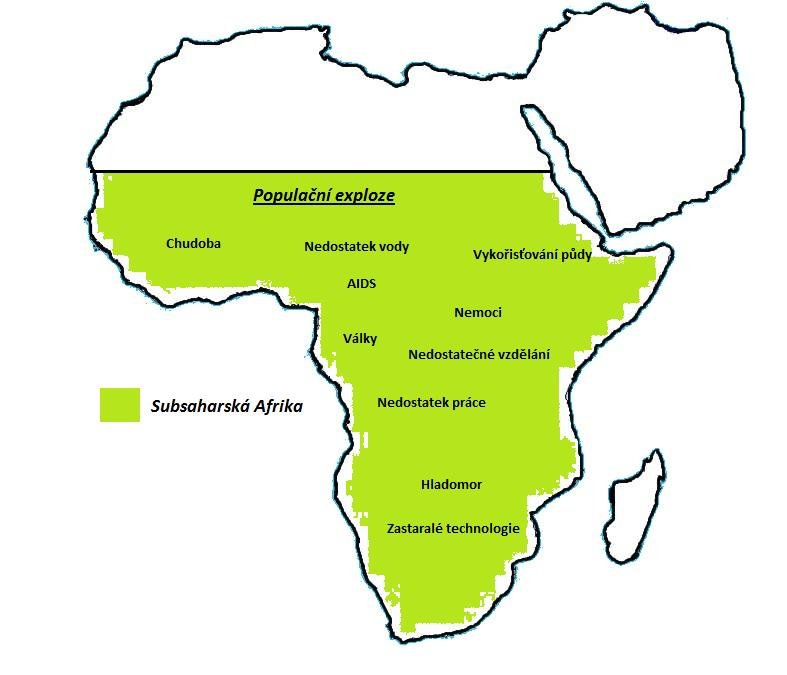 Populační exploze
Chudoba
Nedostatek vody
Vykořisťování půdy
AIDS
Nemoci
Války
Nedostatečné vzdělání
Nedostatek práce
Subsaharská Afrika
Hladomor
Zastaralé technologie